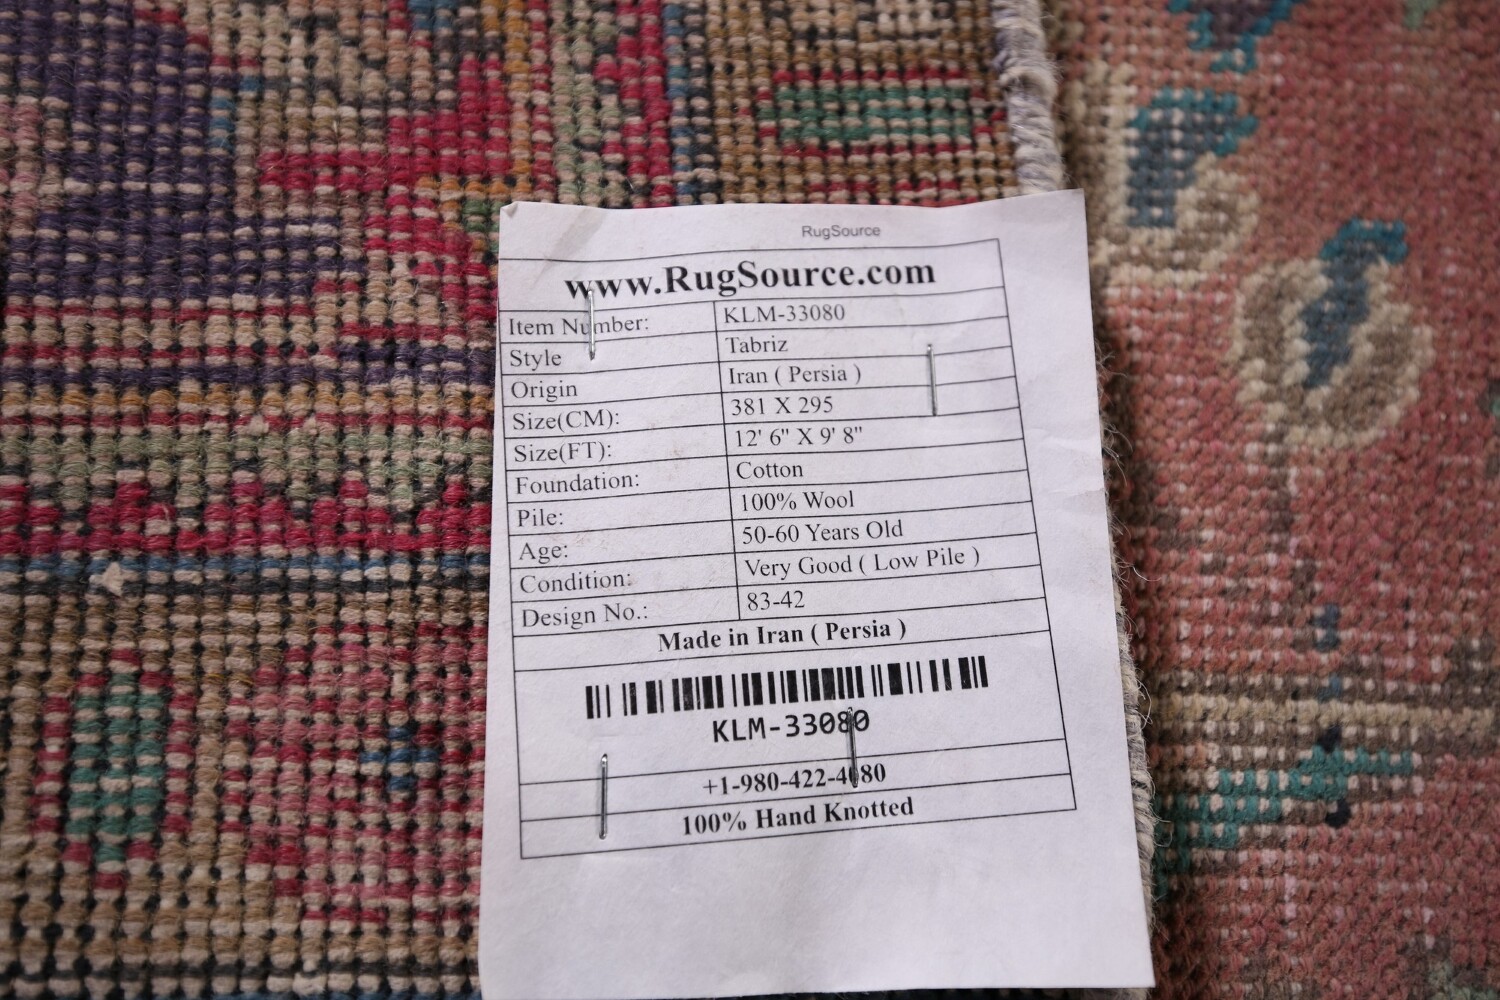 RugSource
www.RugSource.com
Item Number: KLM-33080
Style Tabriz
Origin Iran ( Persia )
Size(CM): 381 X 295
Size(FT): 12' 6" X 9' 8"
Foundation: Cotton
Pile: 100% Wool
Age: 50-60 Years Old
Condition: Very Good ( Low Pile )
Design No.: 83-42
Made in Iran ( Persia )
KLM-33080
+1-980-422-4080
100% Hand Knotted